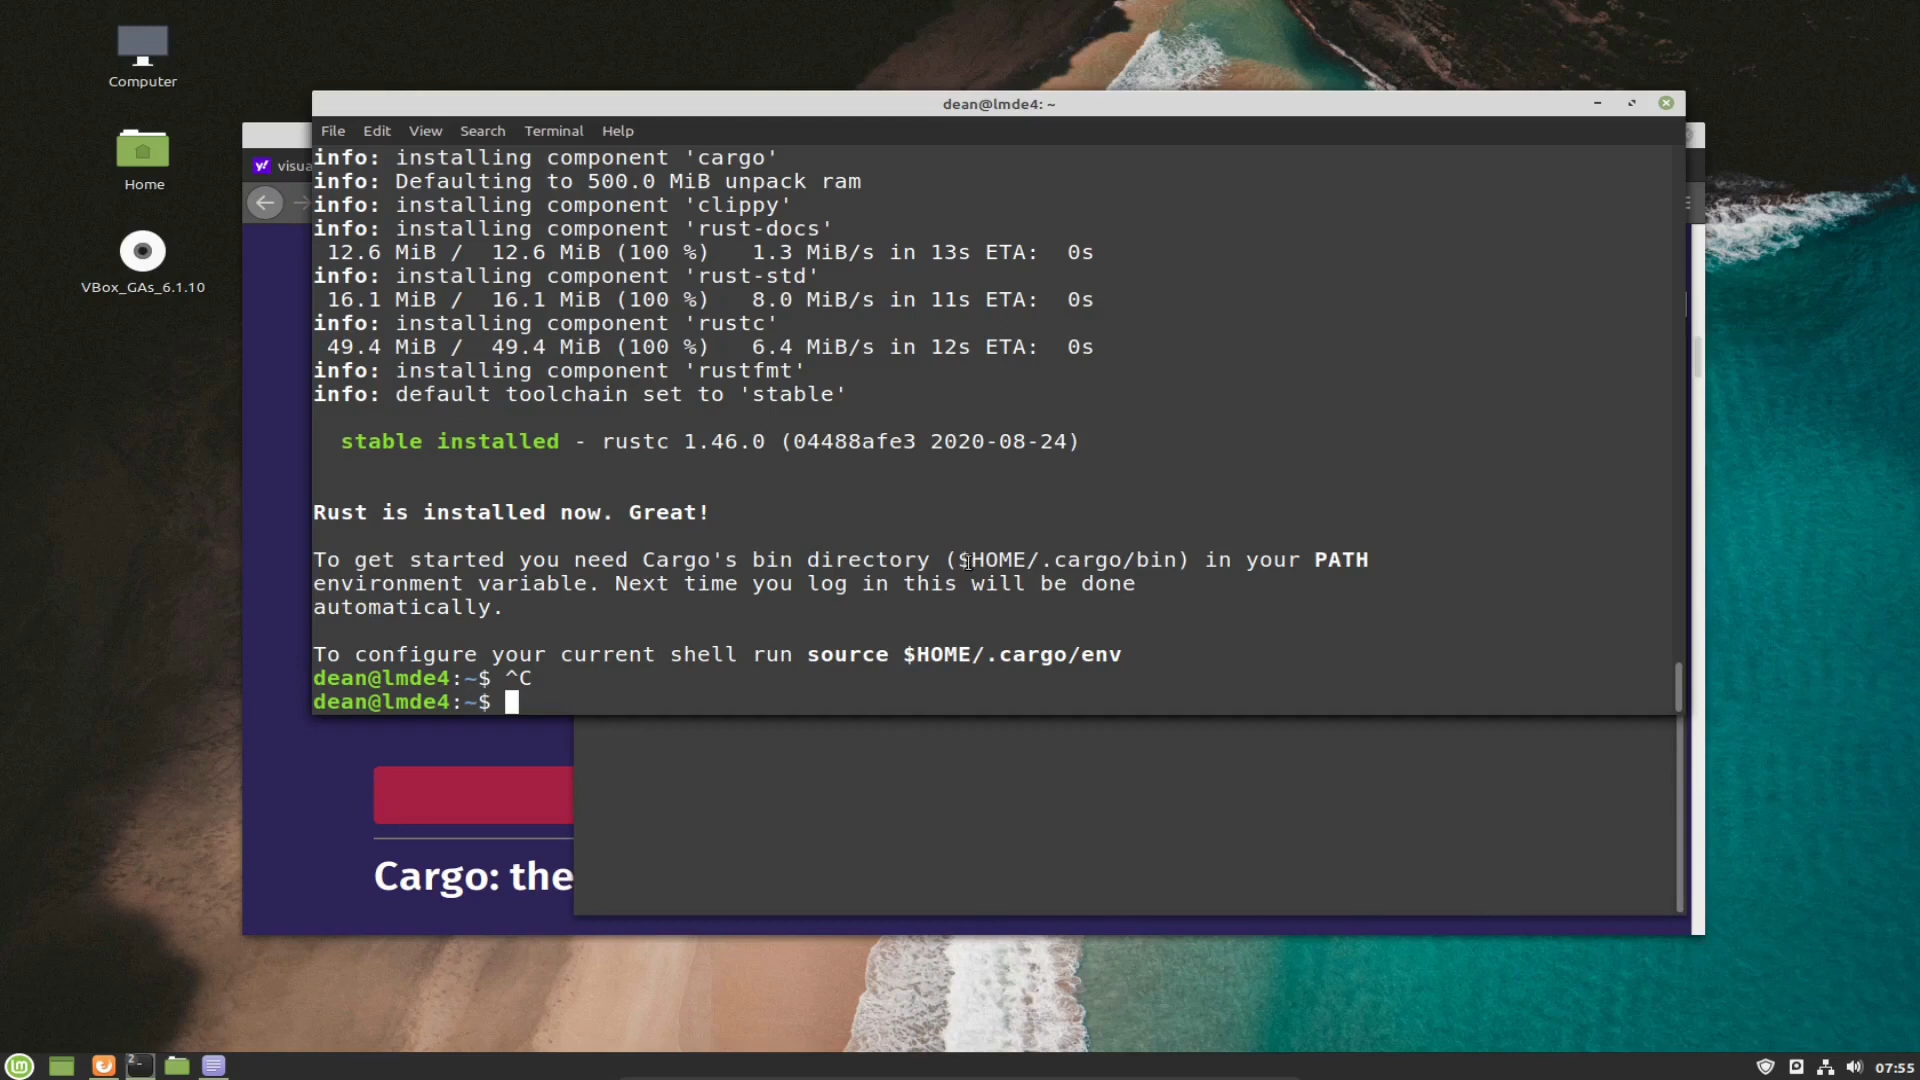 Computer
Home
VBox_GAs_6.1.10
dean@lmde4: ~
File Edit View Search Terminal Help
y! visua
info: installing component 'cargo'
info: Defaulting to 500.0 MiB unpack ram
info: installing component 'clippy'
info: installing component 'rust-docs'
12.6 MiB / 12.6 MiB (100 %) 1.3 MiB/s in 13s ETA: 0s
info: installing component 'rust-std'
16.1 MiB / 16.1 MiB (100 %) 8.0 MiB/s in 11s ETA: 0s
info: installing component 'rustc'
49.4 MiB / 49.4 MiB (100 %) 6.4 MiB/s in 12s ETA: 0s
info: installing component 'rustfmt'
info: default toolchain set to 'stable'
stable installed - rustc 1.46.0 (04488afe3 2020-08-24)
Rust is installed now. Great!
To get started you need Cargo's bin directory ($HOME/.cargo/bin) in your PATH
environment variable. Next time you log in this will be done
automatically.
To configure your current shell run source $HOME/.cargo/env
dean@lmde4:~$ ^C
dean@lmde4:~$
Cargo: the
2
07:55